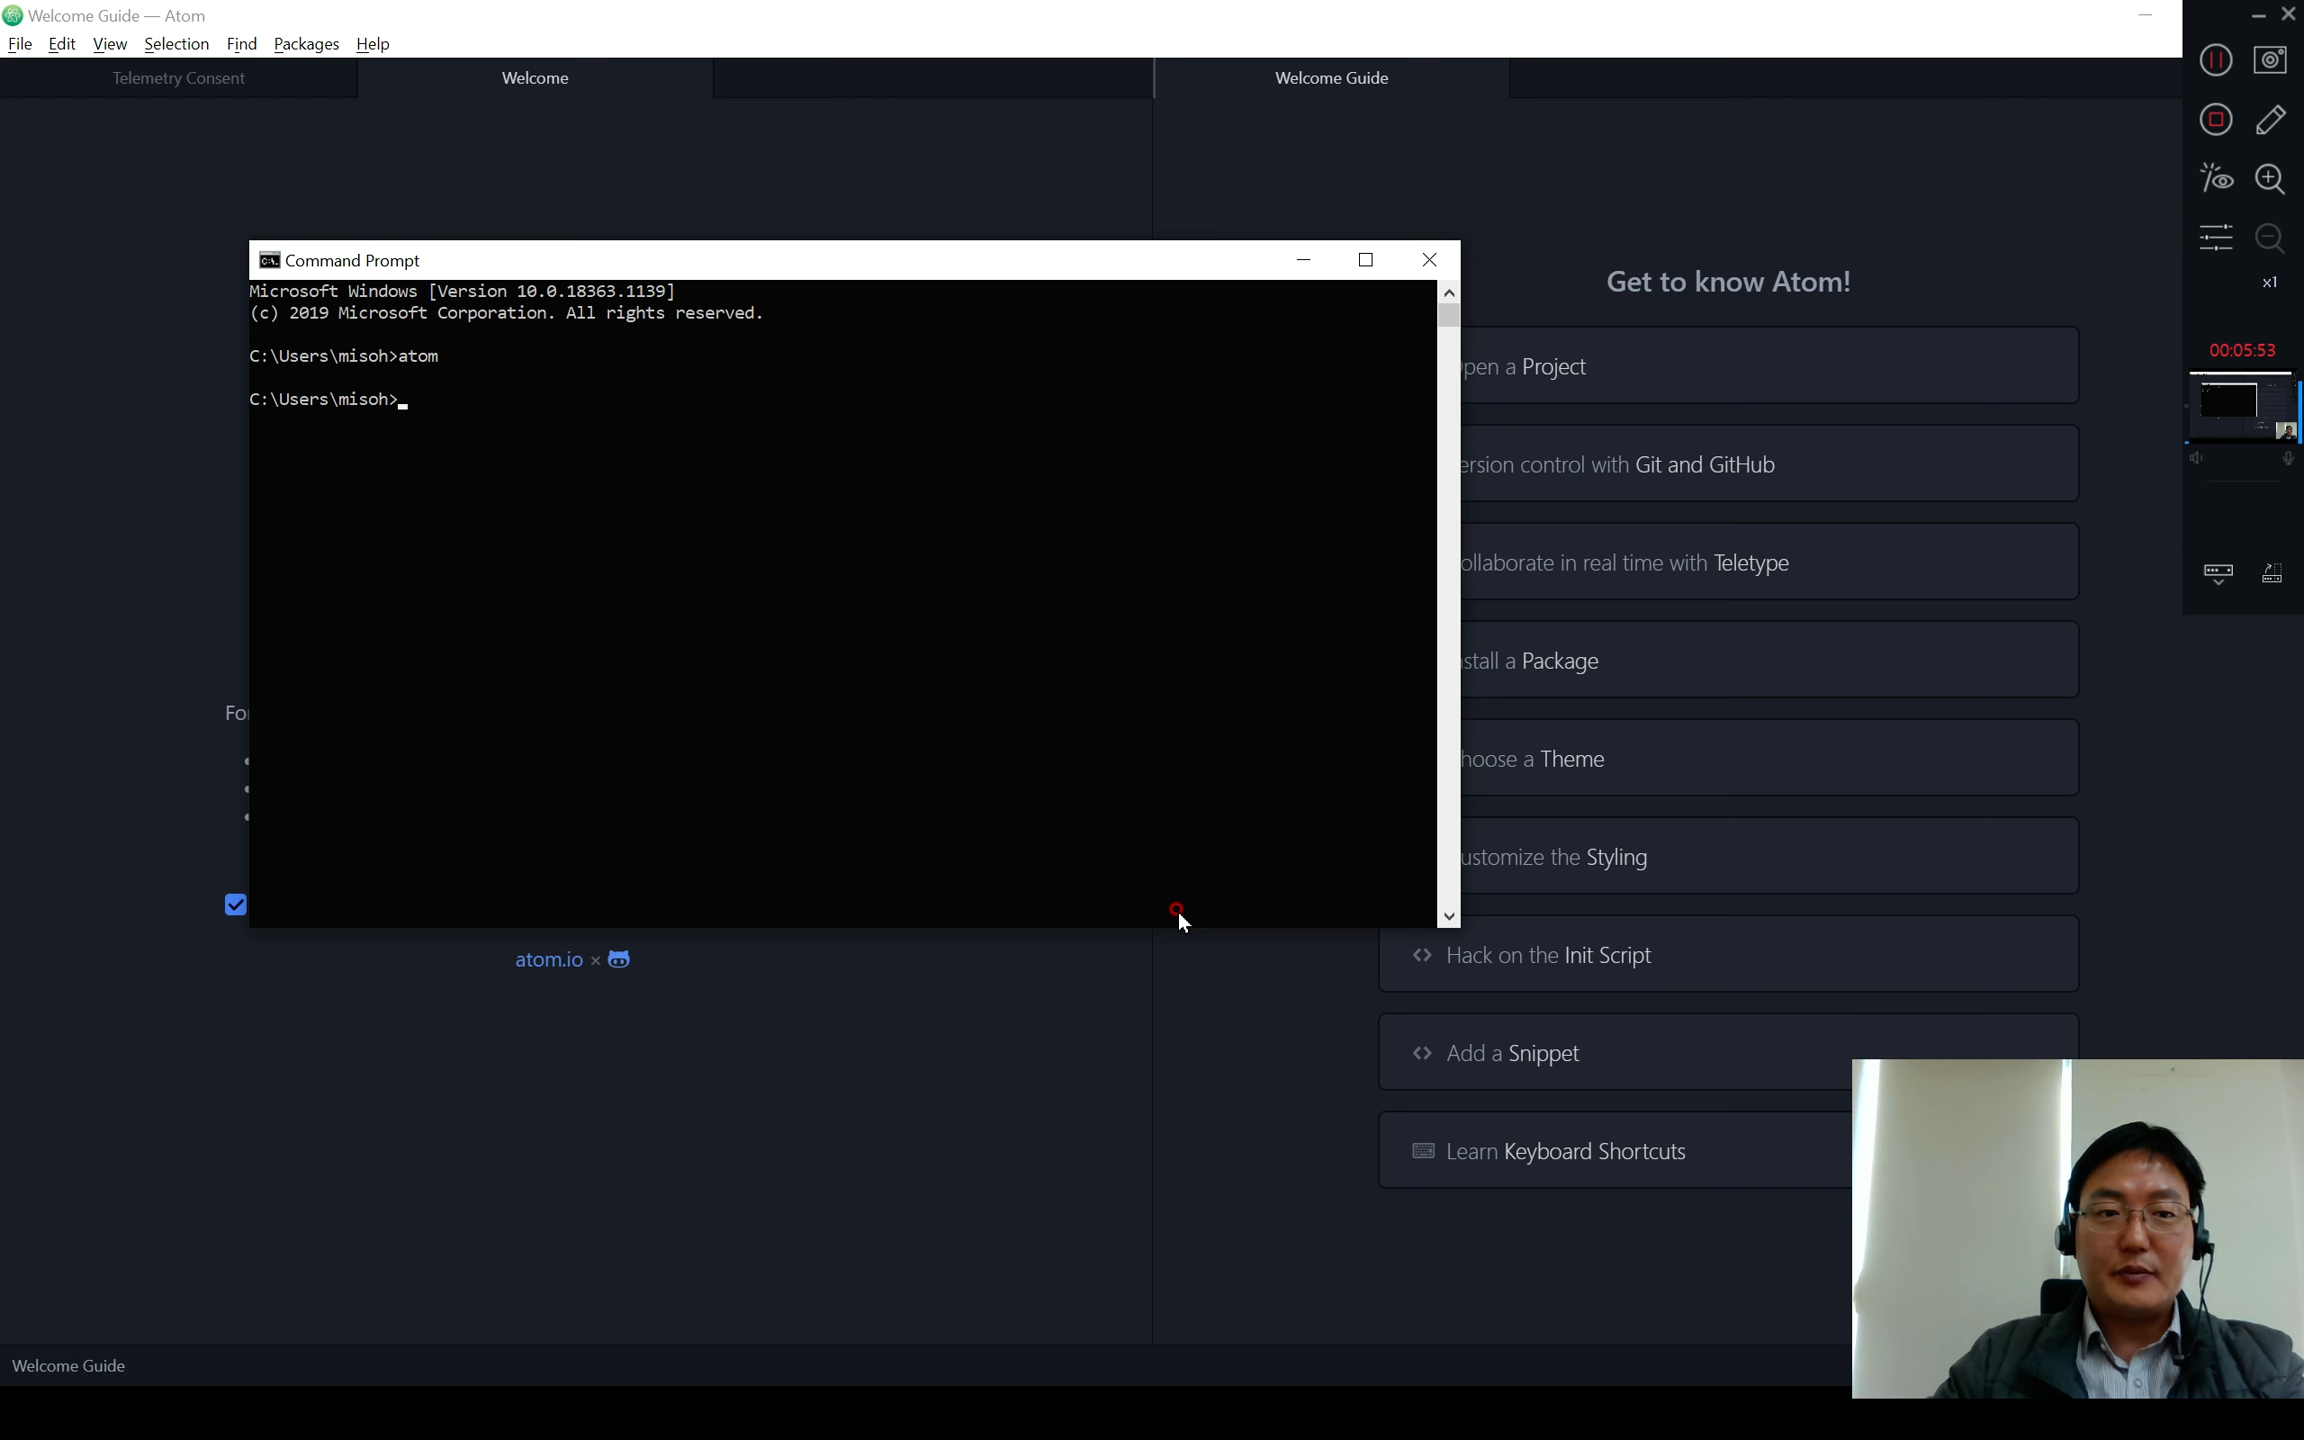 Welcome Guide — Atom
File Edit View Selection Find Packages Help
Telemetry Consent
Welcome
Welcome Guide
Command Prompt
Microsoft Windows [Version 10.0.18363.1139]
(c) 2019 Microsoft Corporation. All rights reserved.
C:\Users\misoh>atom
C:\Users\misoh>
For
atom.io ×
Get to know Atom!
pen a Project
ersion control with Git and GitHub
ollaborate in real time with Teletype
stall a Package
hoose a Theme
ustomize the Styling
Hack on the Init Script
Add a Snippet
Learn Keyboard Shortcuts
x1
00:05:53
Welcome Guide